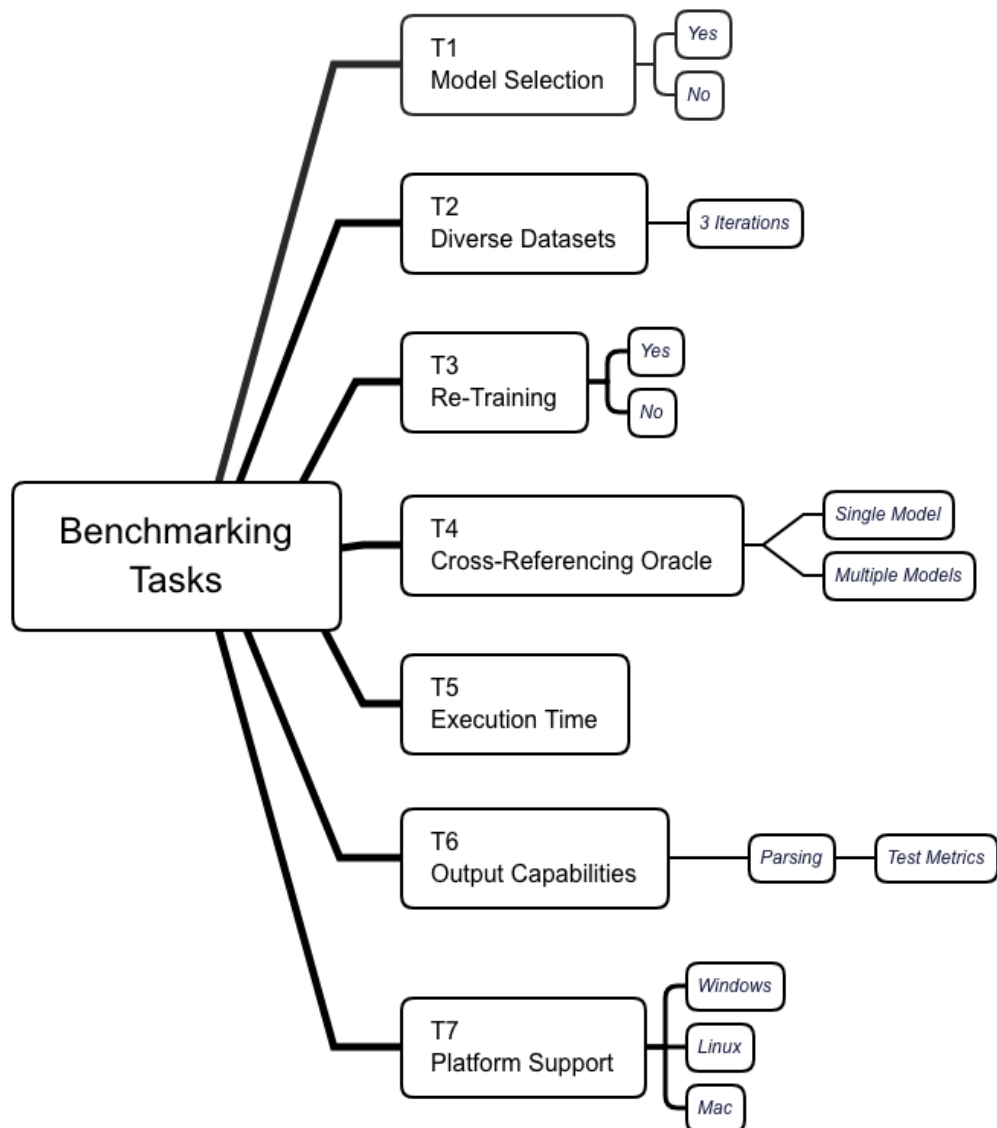 T1
Model Selection
Yes
No
T2
Diverse Datasets
3 Iterations
T3
Re-Training
Yes
No
Benchmarking
Tasks
T4
Cross-Referencing Oracle
Single Model
Multiple Models
T5
Execution Time
T6
Output Capabilities
Parsing
Test Metrics
T7
Platform Support
Windows
Linux
Mac